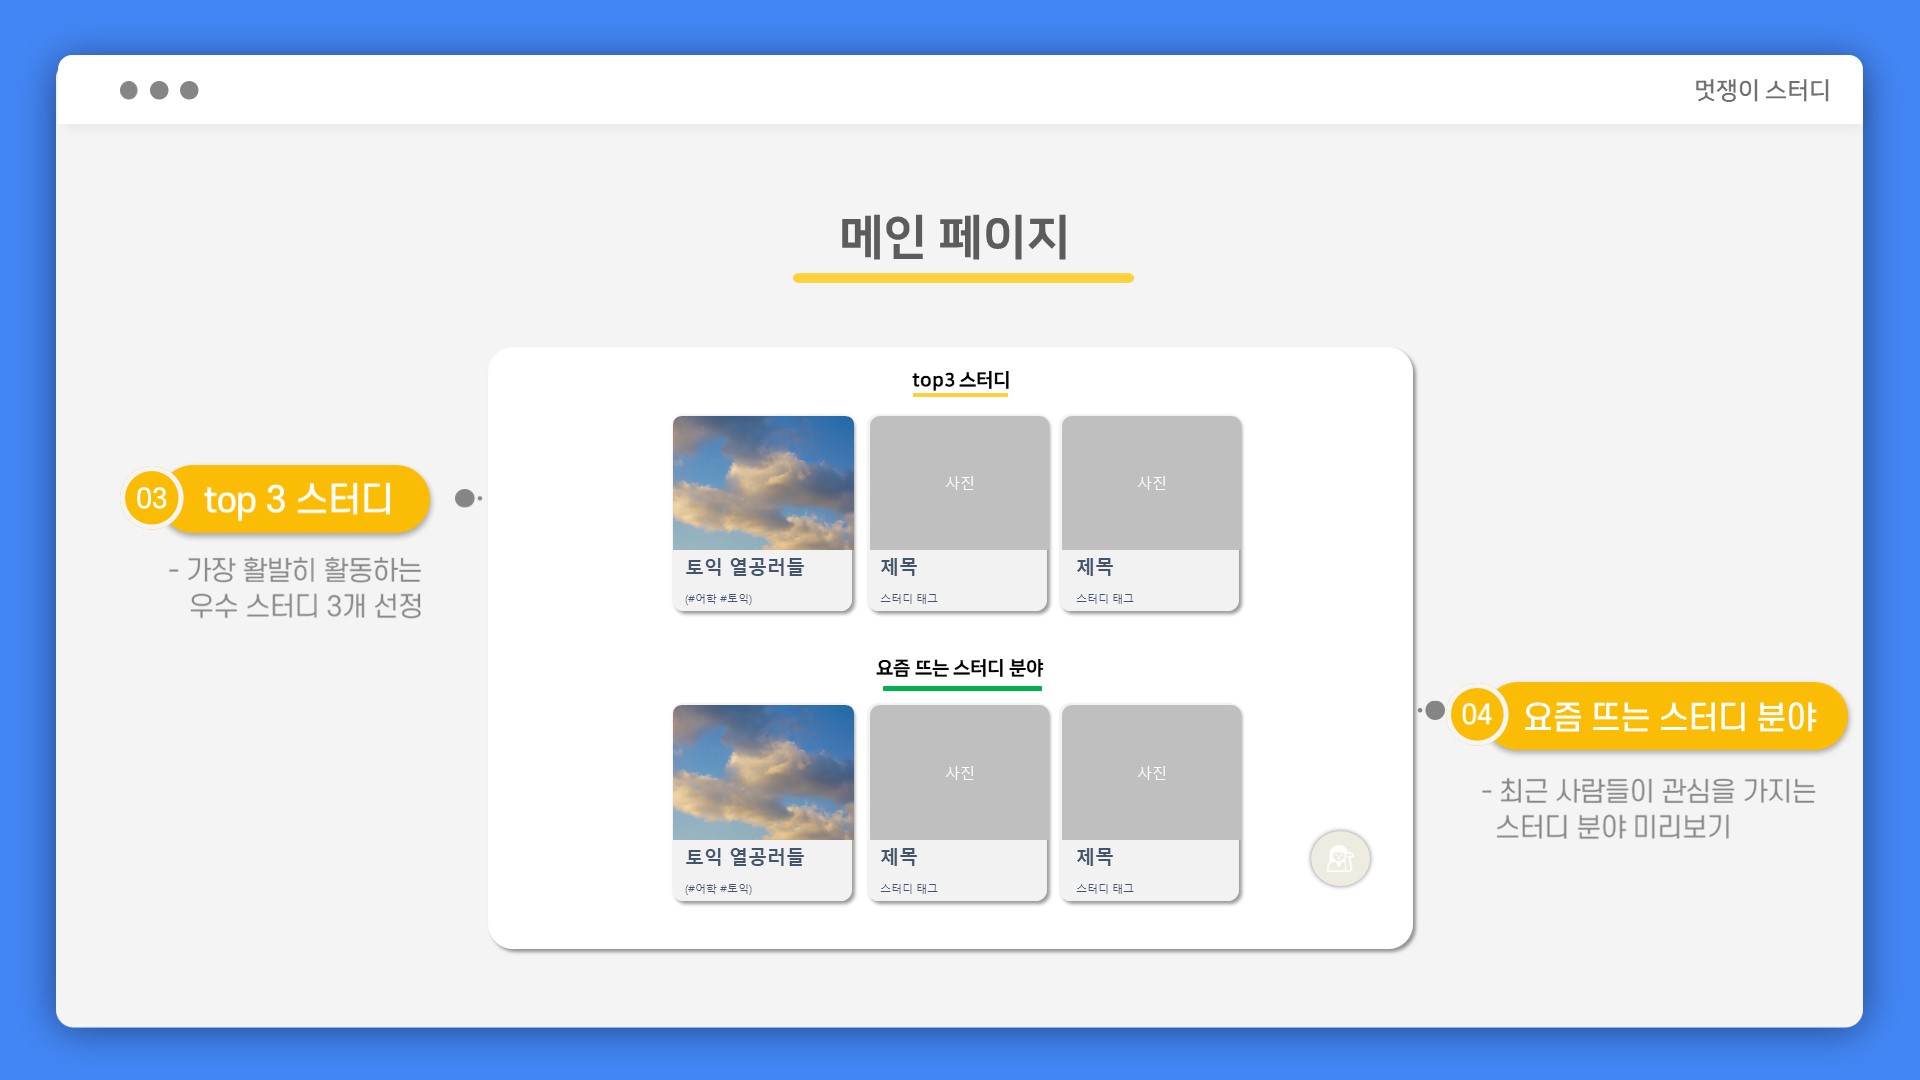 멋쟁이 스터디
메인 페이지
03 top 3 스터디
- 가장 활발히 활동하는
우수 스터디 3개 선정
top3 스터디
사진
사진
토익 열공러들
제목
제목
(#어학 #토익)
스터디 태그
스터디 태그
요즘 뜨는 스터디 분야
사진
사진
토익 열공러들
제목
제목
(#어학 #토익)
스터디 태그
스터디 태그
04 요즘 뜨는 스터디 분야
- 최근 사람들이 관심을 가지는
스터디 분야 미리보기